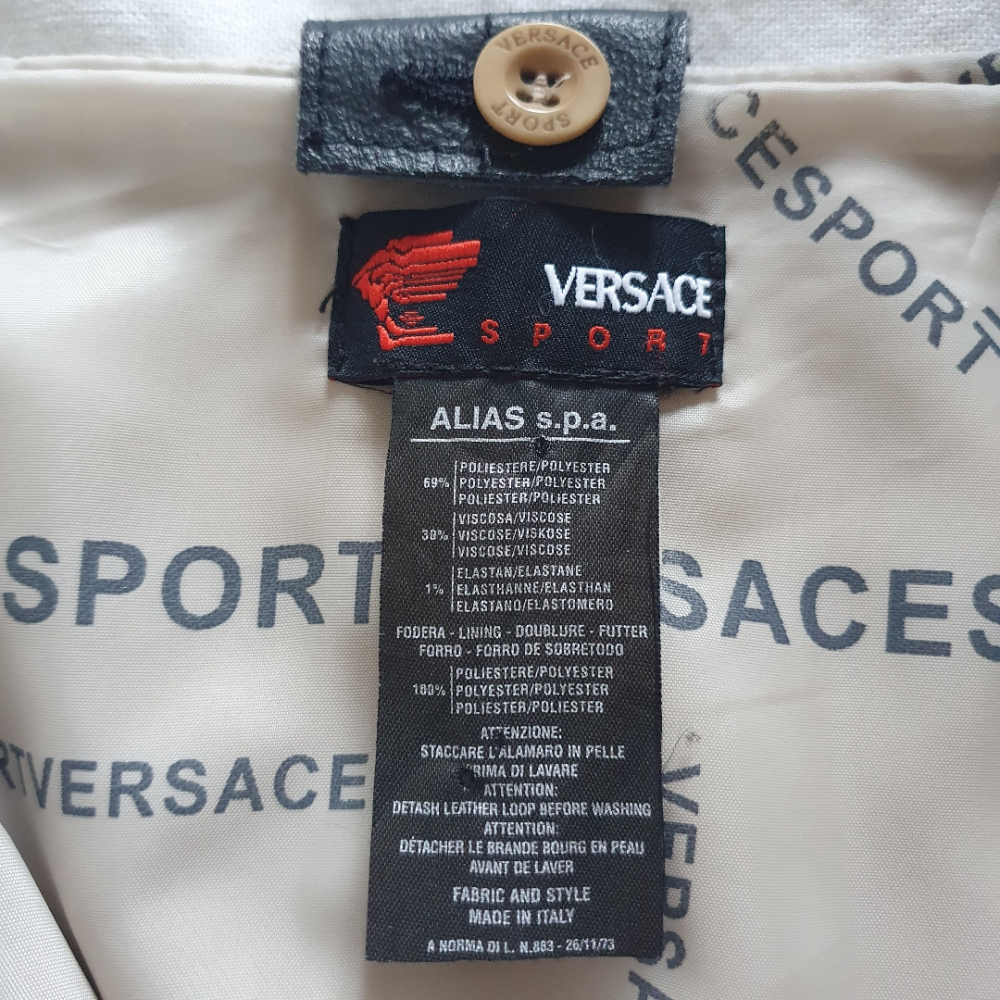 VERSACE
SPORT
VERSACE
SPORT
ALIAS s.p.a.
69% POLIESTERE/POLYESTER
POLYESTER/POLYESTER
POLIESTER/POLIESTER
30% VISCOSA/VISCOSE
VISCOSE/VISKOSE
VISCOSE/VISCOSE
1% ELASTAN/ELASTANE
ELASTHANNE/ELASTHAN
ELASTANO/ELASTOMERO
FODERA - LINING - DOUBLURE - FUTTER
FORRO - FORRO DE SOBRETODO
100% POLIESTERE/POLYESTER
POLYESTER/POLYESTER
POLIESTER/POLIESTER
ATTENZIONE:
STACCARE L'ALAMARO IN PELLE
PRIMA DI LAVARE
ATTENTION:
DETASH LEATHER LOOP BEFORE WASHING
ATTENTION:
DÉTACHER LE BRANDE BOURG EN PEAU
AVANT DE LAVER
FABRIC AND STYLE
MADE IN ITALY
A NORMA DI L. N.883 - 26/11/73
CESPORT
SPORT
SACES
RTVERSACE
VERSA